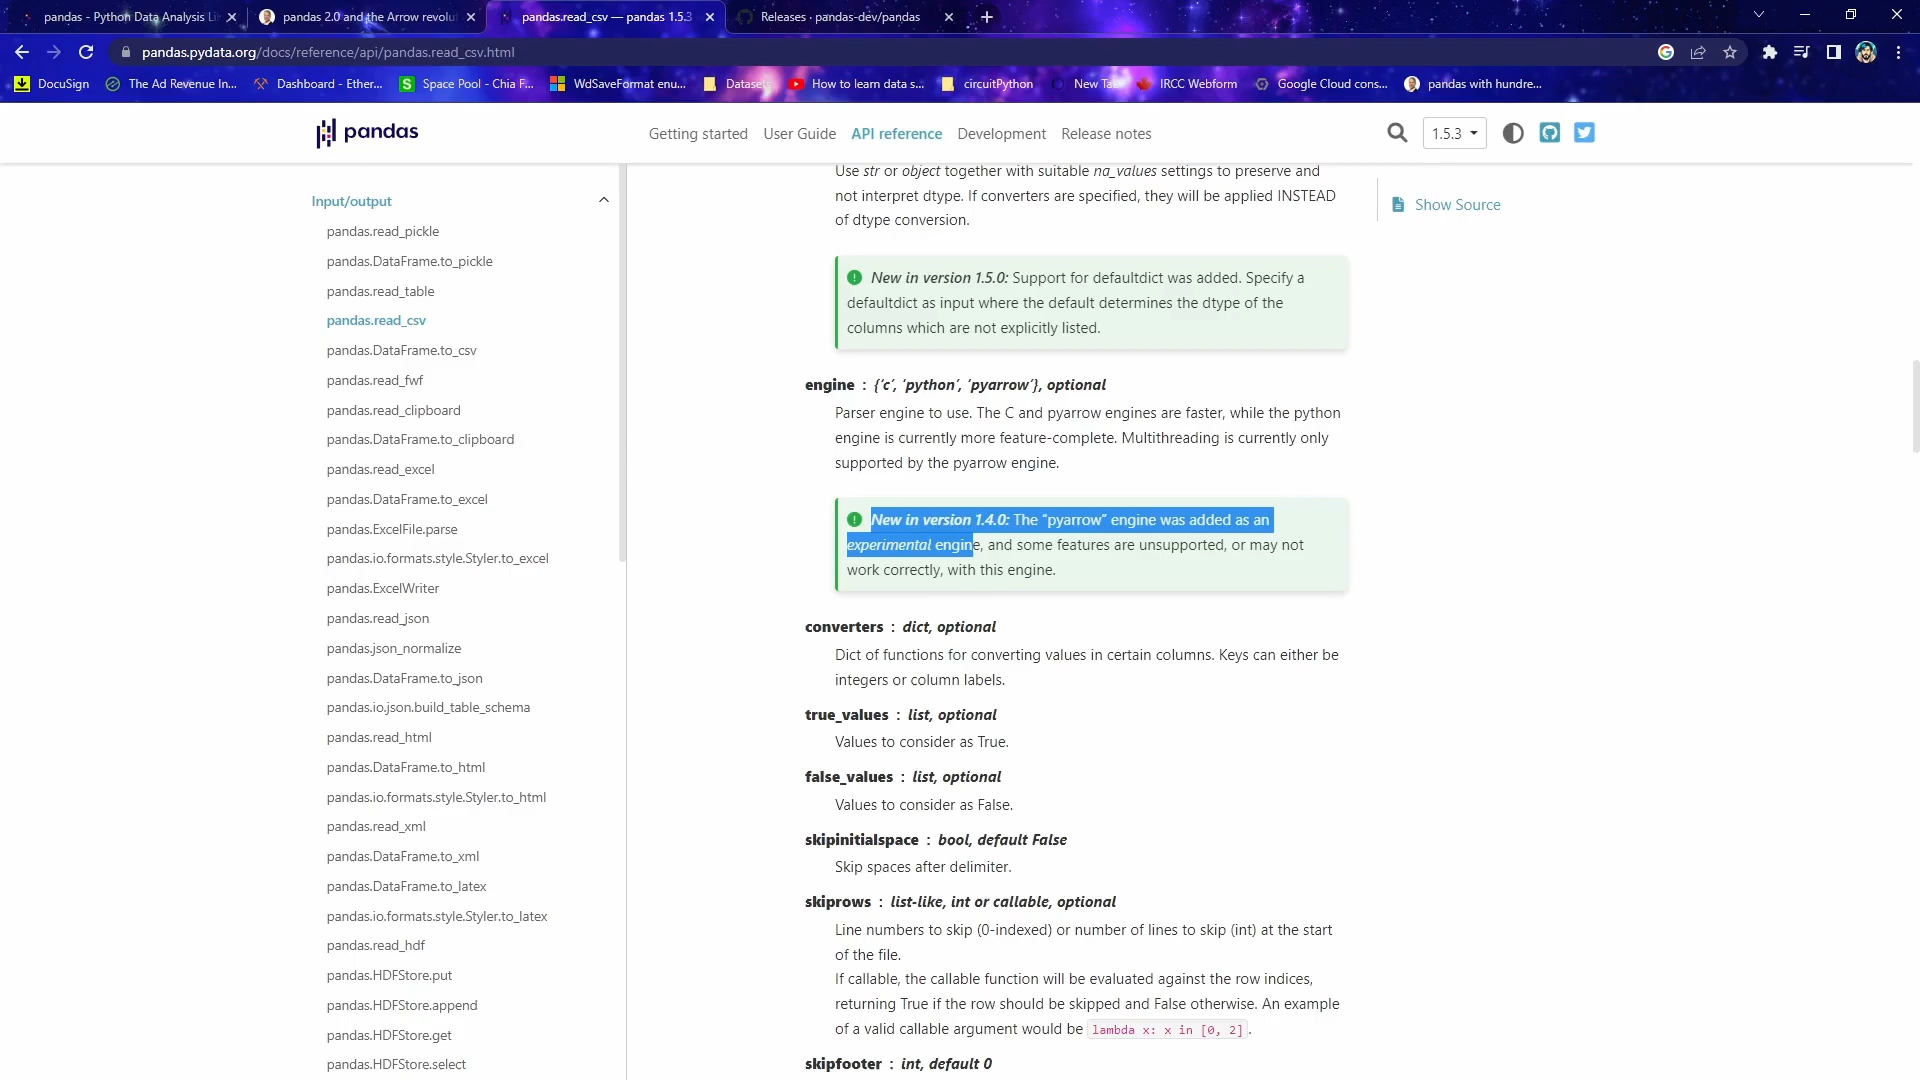 pandas - Python Data Analysis Li
pandas 2.0 and the Arrow revolu
pandas.read_csv — pandas 1.5.3
Releases · pandas-dev/pandas
pandas.pydata.org/docs/reference/api/pandas.read_csv.html
DocuSign
The Ad Revenue In...
Dashboard - Ether...
Space Pool - Chia F...
WdSaveFormat enu...
Datasets
How to learn data s...
circuitPython
New Tab
IRCC Webform
Google Cloud cons...
pandas with hundre...
pandas
Getting started
User Guide
API reference
Development
Release notes
1.5.3
Input/output
pandas.read_pickle
pandas.DataFrame.to_pickle
pandas.read_table
pandas.read_csv
pandas.DataFrame.to_csv
pandas.read_fwf
pandas.read_clipboard
pandas.DataFrame.to_clipboard
pandas.read_excel
pandas.DataFrame.to_excel
pandas.ExcelFile.parse
pandas.io.formats.style.Styler.to_excel
pandas.ExcelWriter
pandas.read_json
pandas.json_normalize
pandas.DataFrame.to_json
pandas.io.json.build_table_schema
pandas.read_html
pandas.DataFrame.to_html
pandas.io.formats.style.Styler.to_html
pandas.read_xml
pandas.DataFrame.to_xml
pandas.DataFrame.to_latex
pandas.io.formats.style.Styler.to_latex
pandas.read_hdf
pandas.HDFStore.put
pandas.HDFStore.append
pandas.HDFStore.get
pandas.HDFStore.select
Use str or object together with suitable na_values settings to preserve and
not interpret dtype. If converters are specified, they will be applied INSTEAD
of dtype conversion.
New in version 1.5.0: Support for defaultdict was added. Specify a
defaultdict as input where the default determines the dtype of the
columns which are not explicitly listed.
engine : {‘c’, ‘python’, ‘pyarrow’}, optional
Parser engine to use. The C and pyarrow engines are faster, while the python
engine is currently more feature-complete. Multithreading is currently only
supported by the pyarrow engine.
New in version 1.4.0: The “pyarrow” engine was added as an
experimental engine, and some features are unsupported, or may not
work correctly, with this engine.
converters : dict, optional
Dict of functions for converting values in certain columns. Keys can either be
integers or column labels.
true_values : list, optional
Values to consider as True.
false_values : list, optional
Values to consider as False.
skipinitialspace : bool, default False
Skip spaces after delimiter.
skiprows : list-like, int or callable, optional
Line numbers to skip (0-indexed) or number of lines to skip (int) at the start
of the file.
If callable, the callable function will be evaluated against the row indices,
returning True if the row should be skipped and False otherwise. An example
of a valid callable argument would be lambda x: x in [0, 2].
skipfooter : int, default 0
Show Source